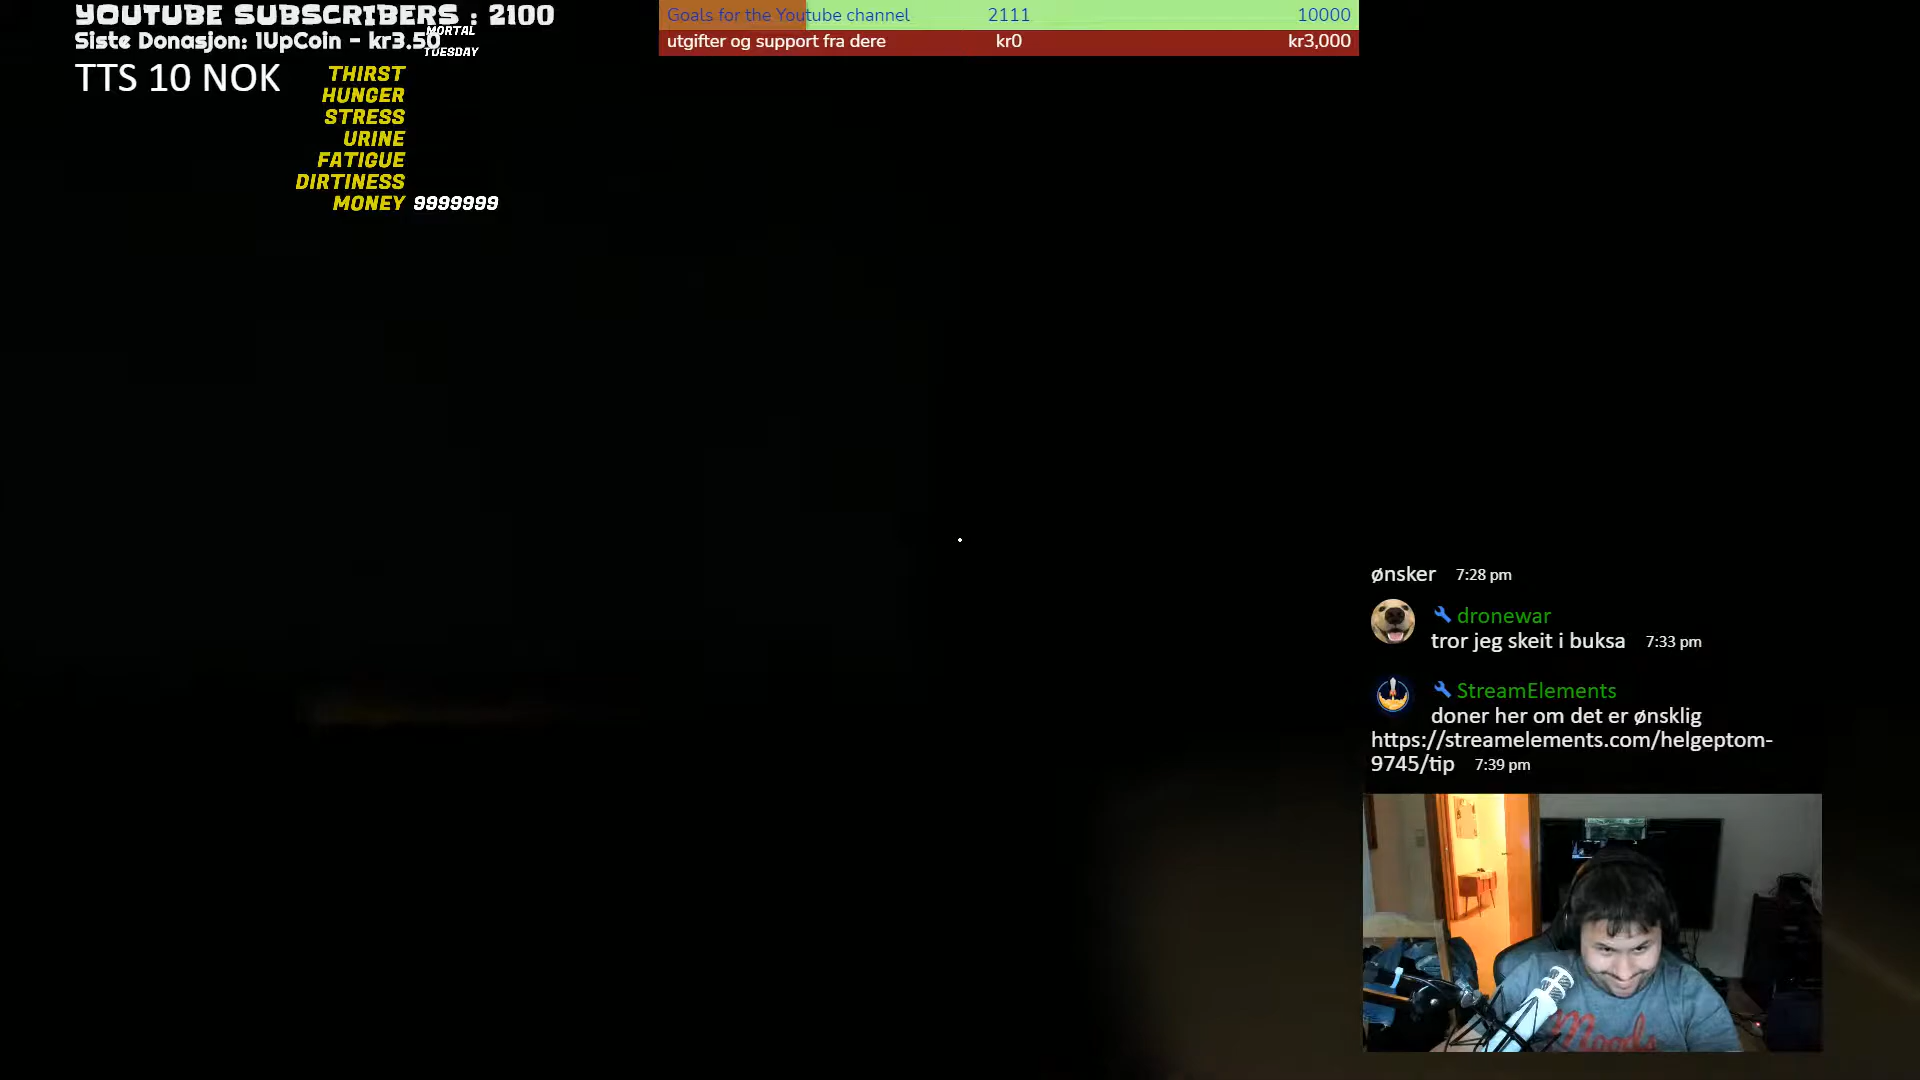 YOUTUBE SUBSCRIBERS : 2100
Siste Donasjon: 1UpCoin - kr3.50
MORTAL
TUESDAY
TTS 10 NOK
THIRST
HUNGER
STRESS
URINE
FATIGUE
DIRTINESS
MONEY 9999999
Goals for the Youtube channel 2111 10000
utgifter og support fra dere kr0 kr3,000
ønsker 7:28 pm
dronewar
tror jeg skeit i buksa 7:33 pm
StreamElements
doner her om det er ønsklig
https://streamelements.com/helgeptom-
9745/tip 7:39 pm
Moods